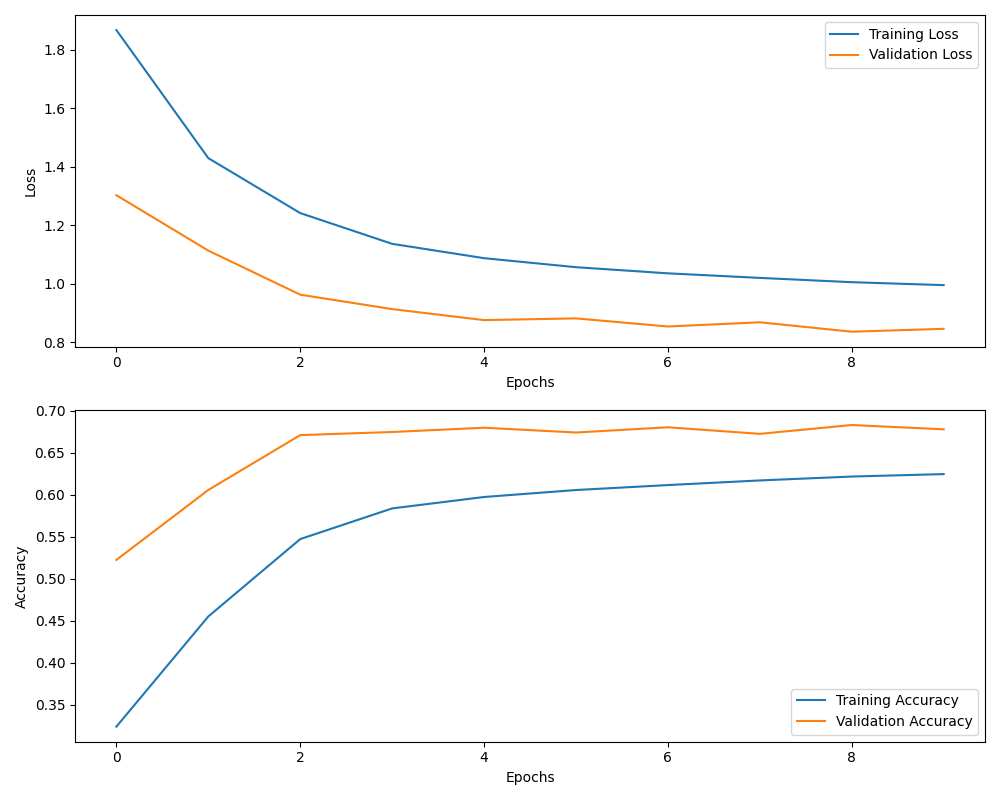 Training Loss
Validation Loss
1.8
1.6
1.4
1.2
1.0
0.8
Loss
0 2 4 6 8
Epochs
0.70
0.65
0.60
0.55
0.50
0.45
0.40
0.35
Accuracy
Training Accuracy
Validation Accuracy
0 2 4 6 8
Epochs